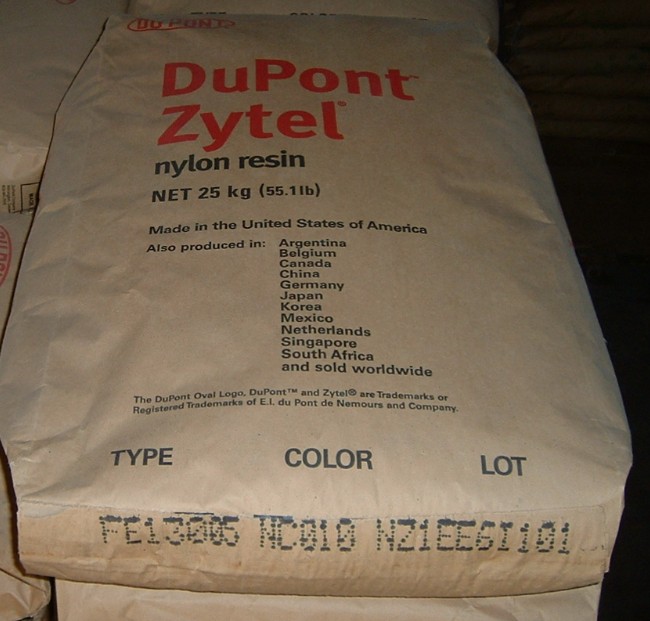 DU PONT
DuPont™
Zytel®
nylon resin
NET 25 kg (55.1lb)
Made in the United States of America
Also produced in: Argentina
Belgium
Canada
China
Germany
Japan
Korea
Mexico
Netherlands
Singapore
South Africa
and sold worldwide
The DuPont Oval Logo, DuPont™ and Zytel® are Trademarks or
Registered Trademarks of E.I. du Pont de Nemours and Company.
TYPE COLOR LOT
FE13005 NC010 NZ1EE6I101